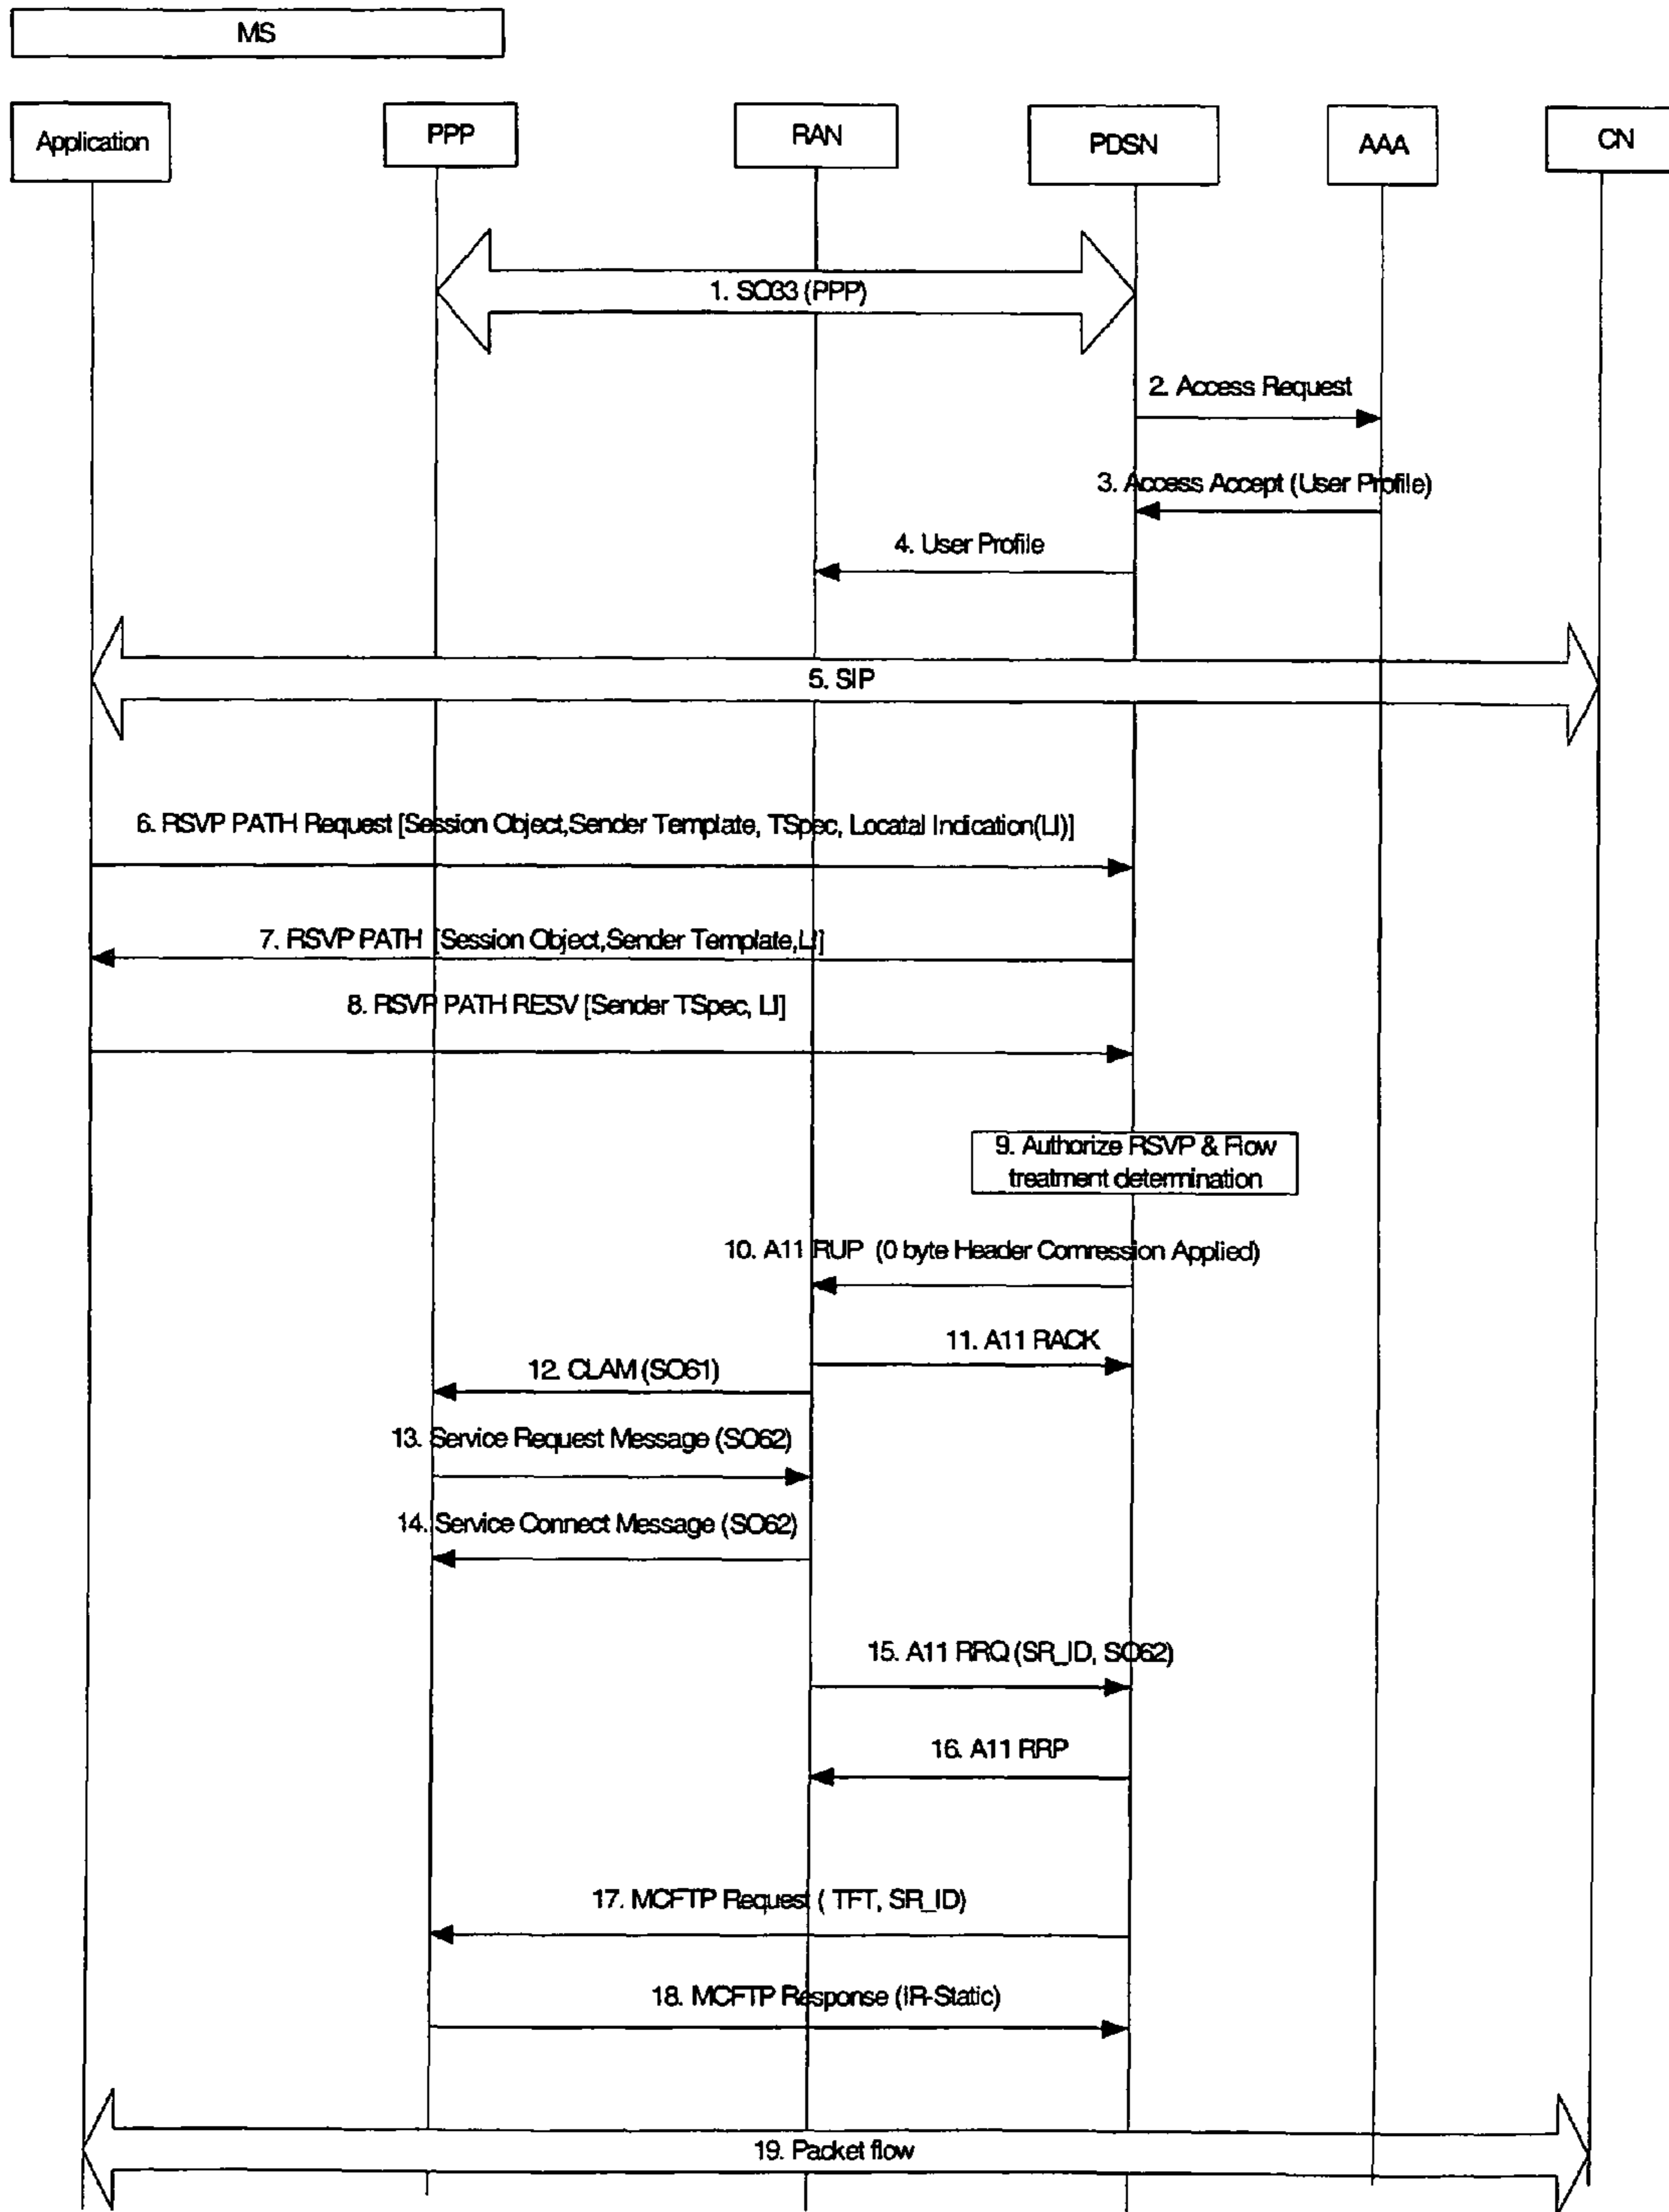 MS
Application
PPP
RAN
PDSN
AAA
CN
1. SO33 (PPP)
2. Access Request
3. Access Accept (User Profile)
4. User Profile
5. SIP
6. RSVP PATH Request [Session Object,Sender Template, TSpec, Locatal Indication(LI)]
7. RSVP PATH [Session Object,Sender Template,LI]
8. RSVP PATH RESV [Sender TSpec, LI]
9. Authorize RSVP & Flow
treatment determination
10. A11 RUP (0 byte Header Comression Applied)
11. A11 RACK
12. CLAM (SO61)
13. Service Request Message (SO62)
14. Service Connect Message (SO62)
15. A11 RRQ (SR_ID, SO62)
16. A11 RRP
17. MCFTP Request ( TFT, SR_ID)
18. MCFTP Response (IR-Static)
19. Packet flow